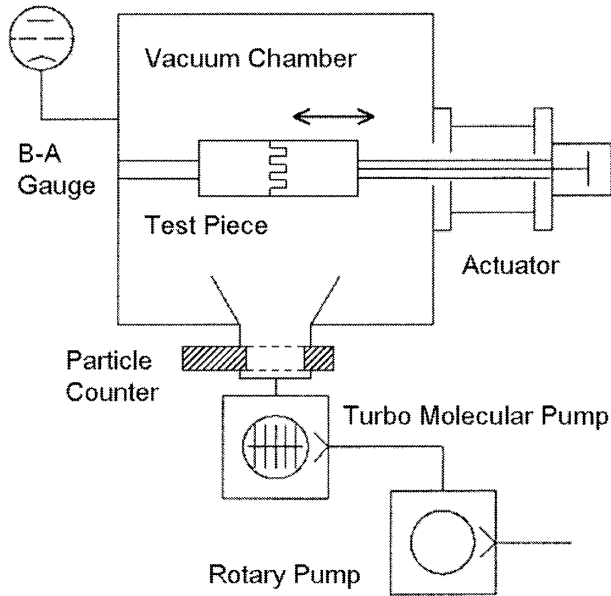 Vacuum Chamber
B-A
Gauge
Test Piece
Actuator
Particle
Counter
Turbo Molecular Pump
Rotary Pump